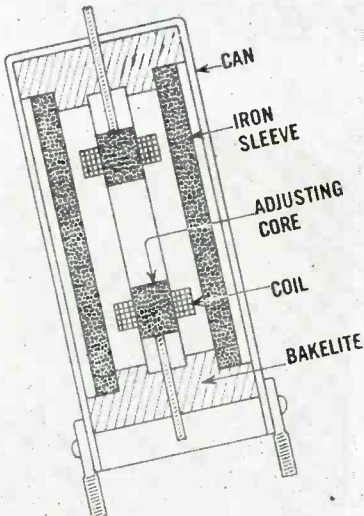 CAN
IRON
SLEEVE
ADJUSTING
CORE
COIL
BAKELITE